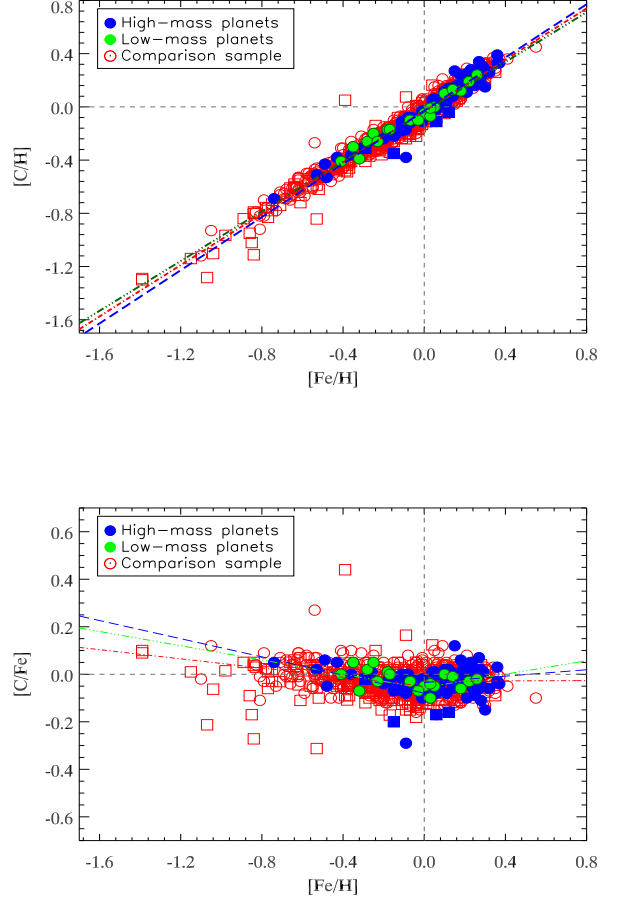 0.8
High-mass planets
Low-mass planets
Comparison sample
0.4
0.0
-0.4
-0.8
-1.2
-1.6
[C/H]
-1.6 -1.2 -0.8 -0.4 0.0 0.4 0.8
[Fe/H]
0.6
High-mass planets
Low-mass planets
Comparison sample
0.4
0.2
0.0
-0.2
-0.4
-0.6
[C/Fe]
-1.6 -1.2 -0.8 -0.4 0.0 0.4 0.8
[Fe/H]